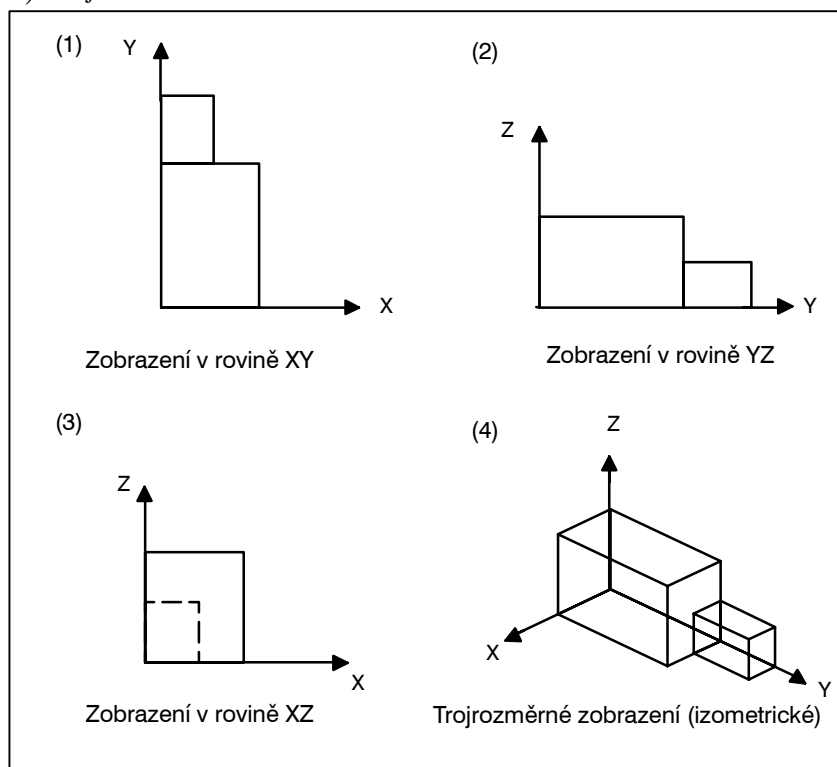 (1)
Y
X
Zobrazení v rovině XY
(2)
Z
Y
Zobrazení v rovině YZ
(3)
Z
X
Zobrazení v rovině XZ
(4)
Z
X
Y
Trojrozměrné zobrazení (izometrické)